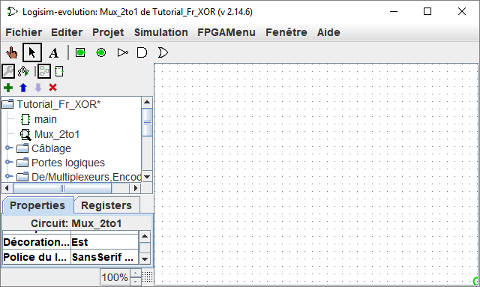 Logisim-evolution: Mux_2to1 de Tutorial_Fr_XOR (v 2.14.6)
Fichier Editer Projet Simulation FPGAMenu Fenêtre Aide
A
Tutorial_Fr_XOR*
main
Mux_2to1
Câblage
Portes logiques
De/Multiplexeurs,Encod
Properties Registers
Circuit: Mux_2to1
Décoration... Est
Police du l... SansSerif ...
100%